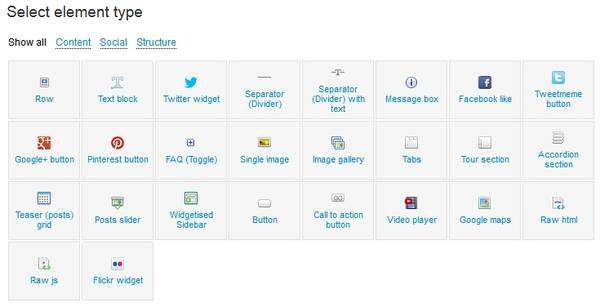 Select element type
Show all Content Social Structure
Row
Text block
Twitter widget
Separator
(Divider)
Separator
(Divider) with
text
Message box
Facebook like
Tweetmeme
button
Google+ button
Pinterest button
FAQ (Toggle)
Single image
Image gallery
Tabs
Tour section
Accordion
section
Teaser (posts)
grid
Posts slider
Widgetised
Sidebar
Button
Call to action
button
Video player
Google maps
Raw html
Raw js
Flickr widget